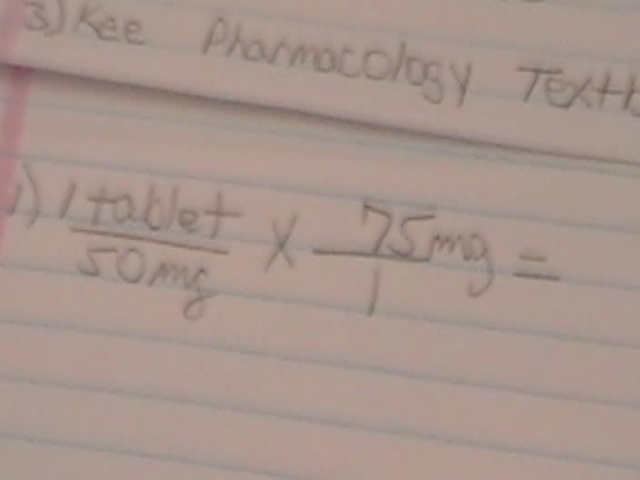 3) Kee Pharmacology Text
1) 1 tablet / 50mg X 75mg / 1 =